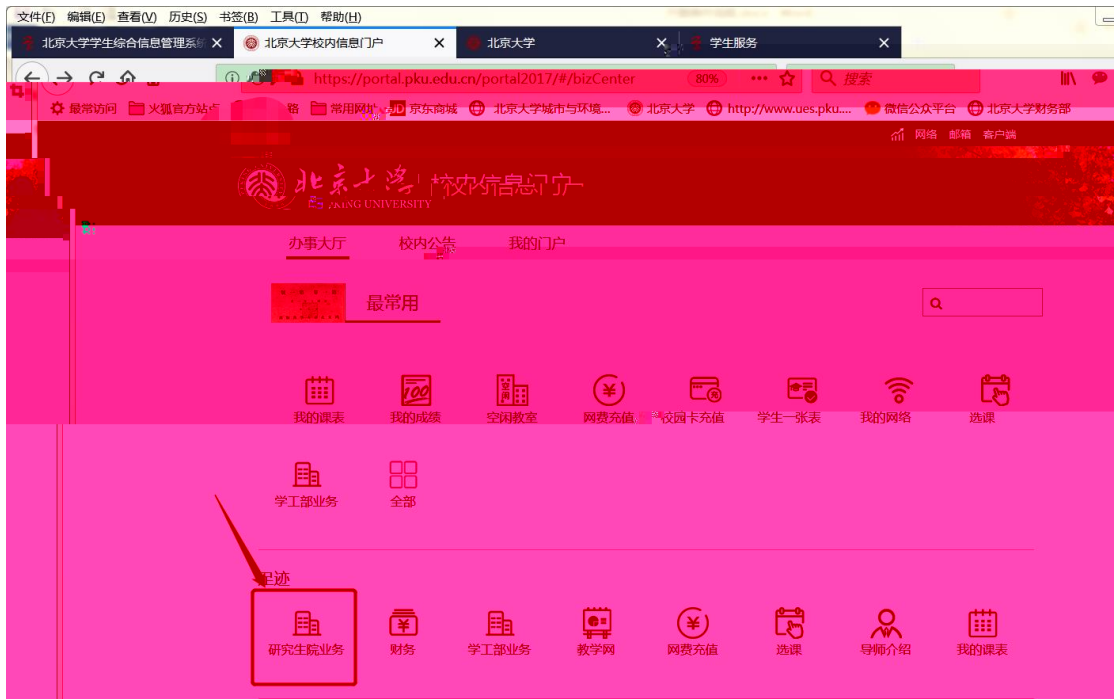 文件(F) 编辑(E) 查看(V) 历史(S) 书签(B) 工具(T) 帮助(H)
北京大学学生综合信息管理系统 北京大学校内信息门户 北京大学 学生服务
https://portal.pku.edu.cn/portal2017/#/bizCenter 80% 搜索
最常访问 火狐官方站点 常用网址 JD 京东商城 北京大学城市与环境... 北京大学 http://www.ues.pku.... 微信公众平台 北京大学财务部
网络 邮箱 客户端
北京大学 校内信息门户
UNIVERSITY
办事大厅 校内公告 我的门户
最常用
我的课表 我的成绩 空闲教室 网费充值 校园卡充值 学生一张表 我的网络 选课
学工部业务 全部
足迹
研究生院业务 财务 学工部业务 教学网 网费充值 选课 导师介绍 我的课表